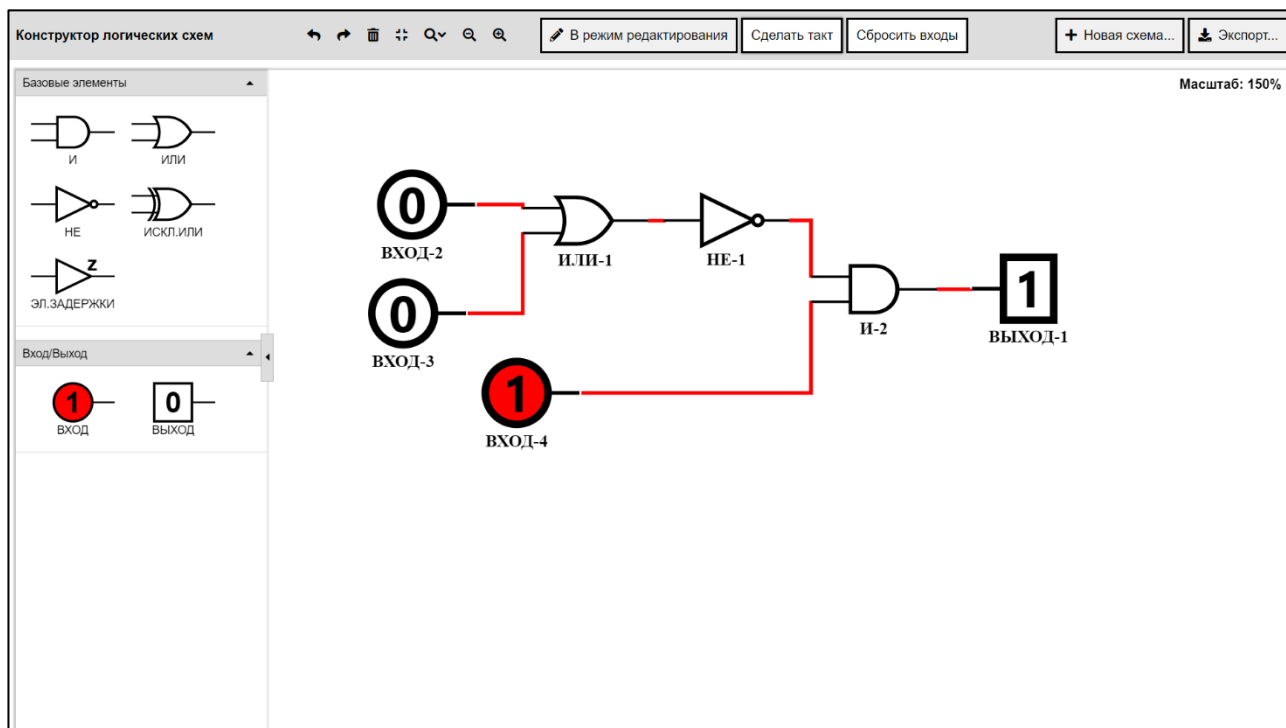 Конструктор логических схем
В режим редактирования
Сделать такт
Сбросить входы
Новая схема...
Экспорт...
Базовые элементы
И
ИЛИ
НЕ
ИСКЛ.ИЛИ
Z
ЭЛ.ЗАДЕРЖКИ
Вход/Выход
1
0
ВХОД
ВЫХОД
Масштаб: 150%
0
ВХОД-2
ИЛИ-1
НЕ-1
0
ВХОД-3
И-2
1
ВЫХОД-1
1
ВХОД-4